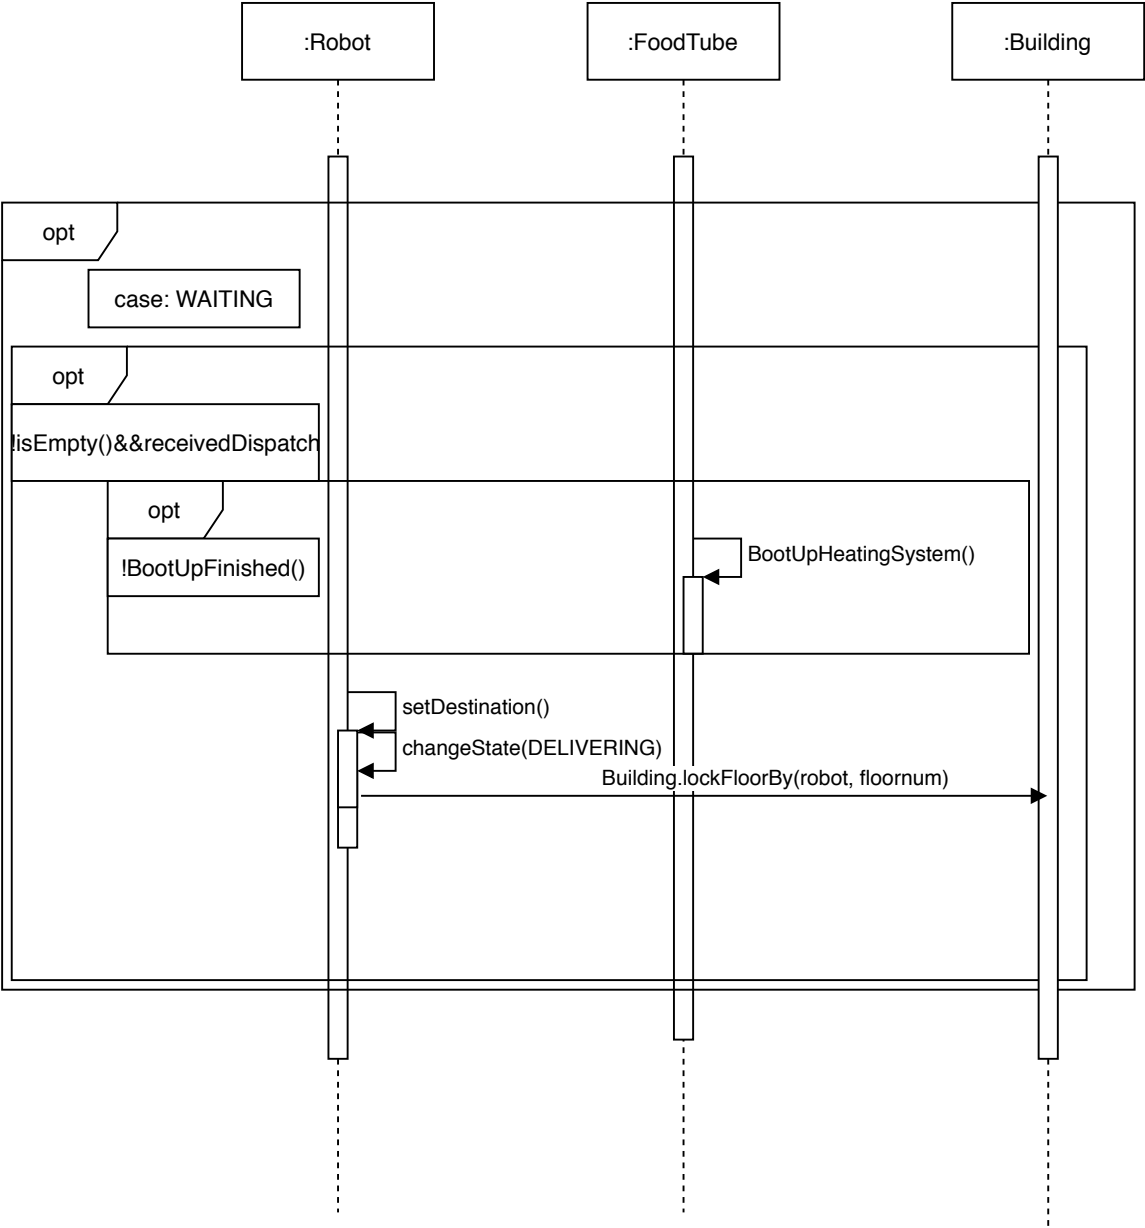 :Robot
:FoodTube
:Building
opt
case: WAITING
opt
!isEmpty()&&receivedDispatch
opt
!BootUpFinished()
BootUpHeatingSystem()
setDestination()
changeState(DELIVERING)
Building.lockFloorBy(robot, floornum)